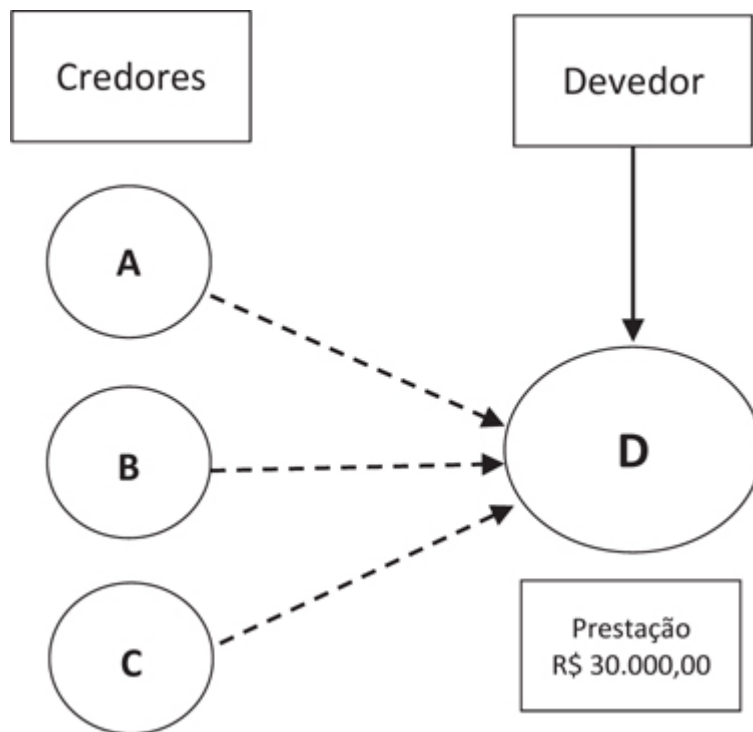 Credores
Devedor
A
B
D
C
Prestação
R$ 30.000,00